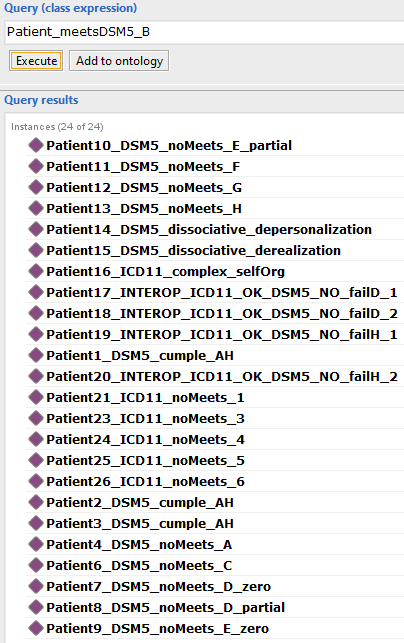 Query (class expression)
Patient_meetsDSM5_B
Execute
Add to ontology
Query results
Instances (24 of 24)
Patient10_DSM5_noMeets_E_partial
Patient11_DSM5_noMeets_F
Patient12_DSM5_noMeets_G
Patient13_DSM5_noMeets_H
Patient14_DSM5_dissociative_depersonalization
Patient15_DSM5_dissociative_derealization
Patient16_ICD11_complex_selfOrg
Patient17_INTEROP_ICD11_OK_DSM5_NO_failD_1
Patient18_INTEROP_ICD11_OK_DSM5_NO_failD_2
Patient19_INTEROP_ICD11_OK_DSM5_NO_failH_1
Patient1_DSM5_cumple_AH
Patient20_INTEROP_ICD11_OK_DSM5_NO_failH_2
Patient21_ICD11_noMeets_1
Patient23_ICD11_noMeets_3
Patient24_ICD11_noMeets_4
Patient25_ICD11_noMeets_5
Patient26_ICD11_noMeets_6
Patient2_DSM5_cumple_AH
Patient3_DSM5_cumple_AH
Patient4_DSM5_noMeets_A
Patient6_DSM5_noMeets_C
Patient7_DSM5_noMeets_D_zero
Patient8_DSM5_noMeets_D_partial
Patient9_DSM5_noMeets_E_zero